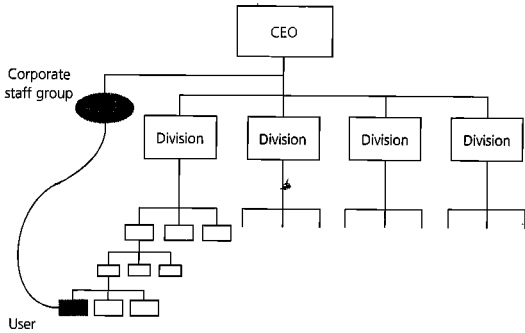 CEO
Corporate
staff group
Division
Division
Division
Division
User